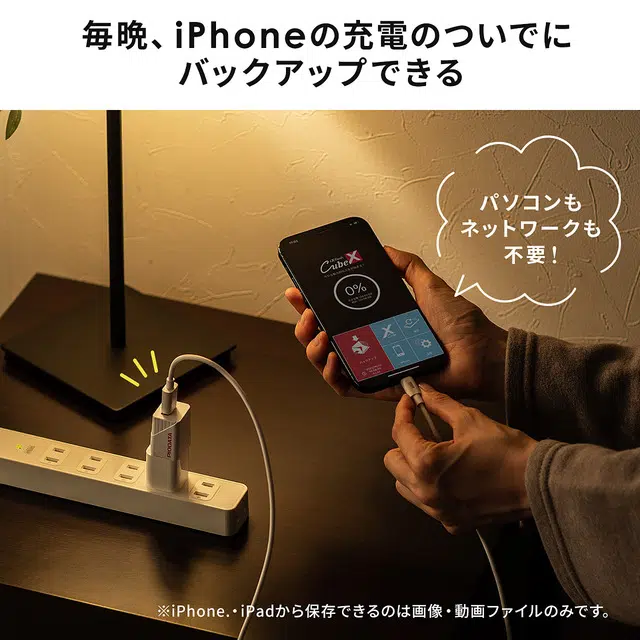 毎晩、iPhoneの充電のついでに
バックアップできる
パソコンも
ネットワークも
不要!
CubeX
0%
※iPhone.・iPadから保存できるのは画像・動画ファイルのみです。